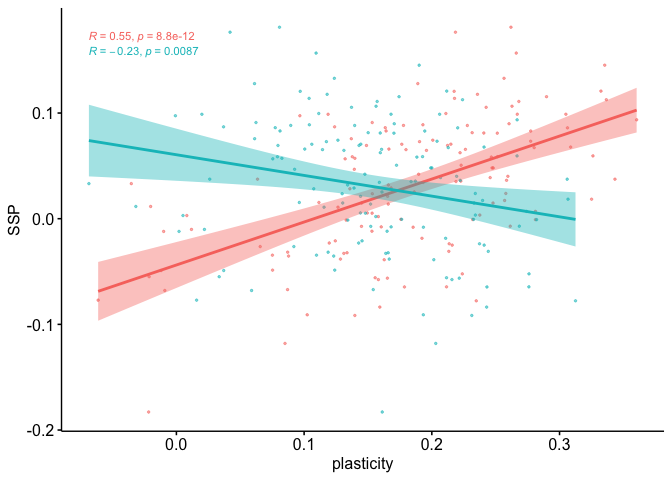 R = 0.55, p = 8.8e-12
R = −0.23, p = 0.0087
0.1
0.0
-0.1
-0.2
SSP
0.0 0.1 0.2 0.3
plasticity